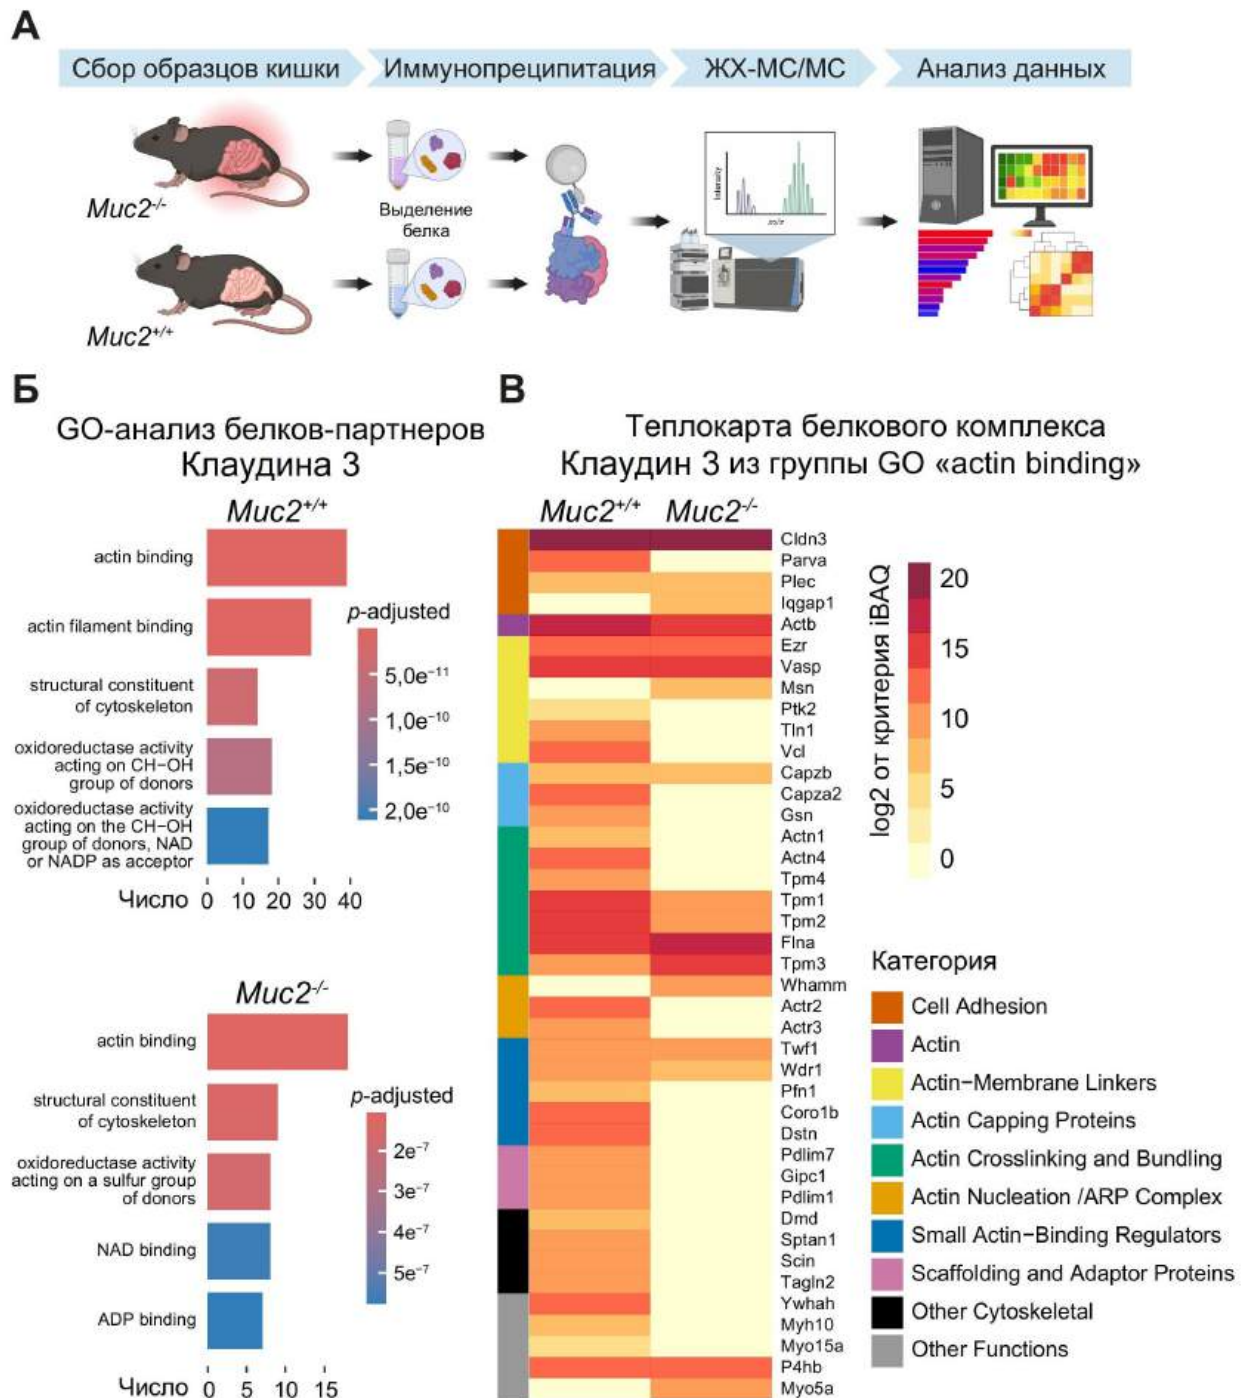 А
Сбор образцов кишки
Иммунопреципитация
ЖХ-МС/МС
Анализ данных
Muc2-/-
Выделение
белка
Intensity
m/z
Muc2+/+
Б
GO-анализ белков-партнеров
Клаудина 3
Muc2+/+
actin binding
actin filament binding
structural constituent
of cytoskeleton
oxidoreductase activity
acting on CH−OH
group of donors
oxidoreductase activity
acting on the CH−OH
group of donors, NAD
or NADP as acceptor
Число 0 10 20 30 40
p-adjusted
5,0e⁻¹¹
1,0e⁻¹⁰
1,5e⁻¹⁰
2,0e⁻¹⁰
Muc2-/-
actin binding
structural constituent
of cytoskeleton
oxidoreductase activity
acting on a sulfur group
of donors
NAD binding
ADP binding
Число 0 5 10 15
p-adjusted
2e⁻⁷
3e⁻⁷
4e⁻⁷
5e⁻⁷
В
Теплокарта белкового комплекса
Клаудин 3 из группы GO «actin binding»
Muc2+/+ Muc2-/-
Cldn3
Parva
Plec
Iqgap1
Actb
Ezr
Vasp
Msn
Ptk2
Tln1
Vcl
Capzb
Capza2
Gsn
Actn1
Actn4
Tpm4
Tpm1
Tpm2
Flna
Tpm3
Whamm
Actr2
Actr3
Twf1
Wdr1
Pfn1
Coro1b
Dstn
Pdlim7
Gipc1
Pdlim1
Dmd
Sptan1
Scin
Tagln2
Ywhah
Myh10
Myo15a
P4hb
Myo5a
log2 от критерия iBAQ
20
15
10
5
0
Категория
Cell Adhesion
Actin
Actin−Membrane Linkers
Actin Capping Proteins
Actin Crosslinking and Bundling
Actin Nucleation /ARP Complex
Small Actin−Binding Regulators
Scaffolding and Adaptor Proteins
Other Cytoskeletal
Other Functions